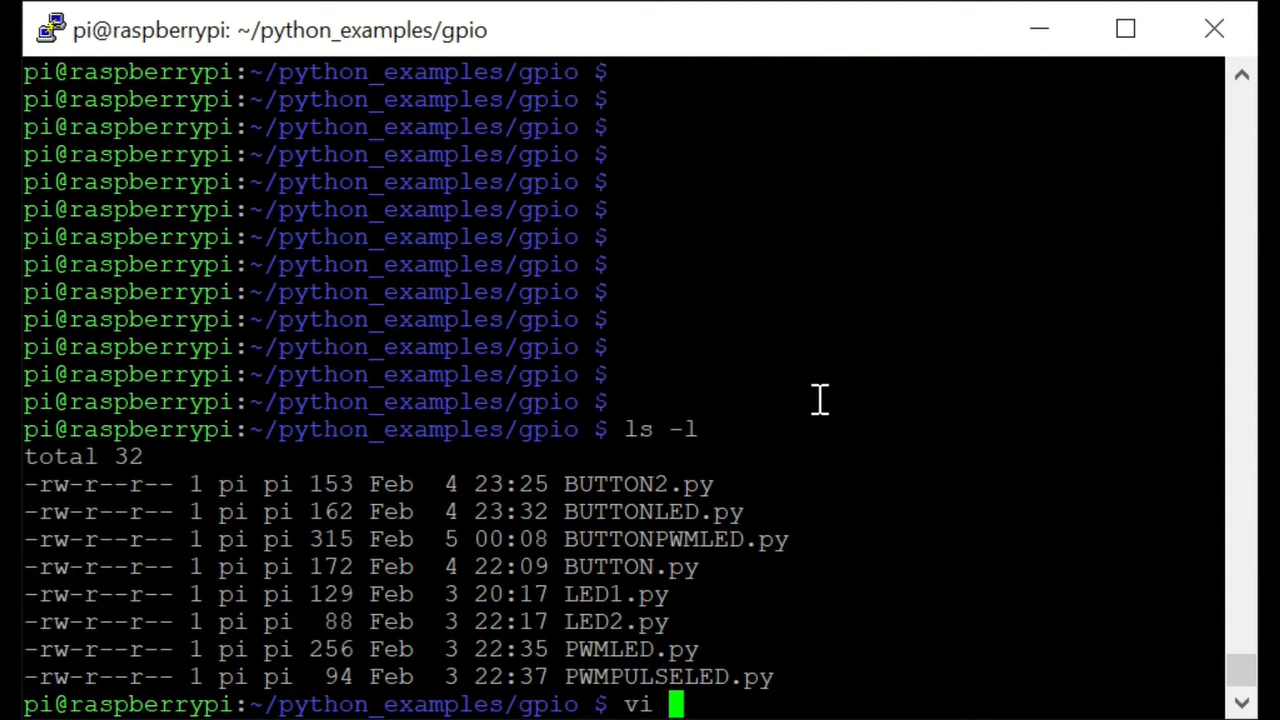 pi@raspberrypi: ~/python_examples/gpio
pi@raspberrypi:~/python_examples/gpio $
pi@raspberrypi:~/python_examples/gpio $
pi@raspberrypi:~/python_examples/gpio $
pi@raspberrypi:~/python_examples/gpio $
pi@raspberrypi:~/python_examples/gpio $
pi@raspberrypi:~/python_examples/gpio $
pi@raspberrypi:~/python_examples/gpio $
pi@raspberrypi:~/python_examples/gpio $
pi@raspberrypi:~/python_examples/gpio $
pi@raspberrypi:~/python_examples/gpio $
pi@raspberrypi:~/python_examples/gpio $
pi@raspberrypi:~/python_examples/gpio $
pi@raspberrypi:~/python_examples/gpio $
pi@raspberrypi:~/python_examples/gpio $ ls -l
total 32
-rw-r--r-- 1 pi pi 153 Feb  4 23:25 BUTTON2.py
-rw-r--r-- 1 pi pi 162 Feb  4 23:32 BUTTONLED.py
-rw-r--r-- 1 pi pi 315 Feb  5 00:08 BUTTONPWMLED.py
-rw-r--r-- 1 pi pi 172 Feb  4 22:09 BUTTON.py
-rw-r--r-- 1 pi pi 129 Feb  3 20:17 LED1.py
-rw-r--r-- 1 pi pi  88 Feb  3 22:17 LED2.py
-rw-r--r-- 1 pi pi 256 Feb  3 22:35 PWMLED.py
-rw-r--r-- 1 pi pi  94 Feb  3 22:37 PWMPULSELED.py
pi@raspberrypi:~/python_examples/gpio $ vi